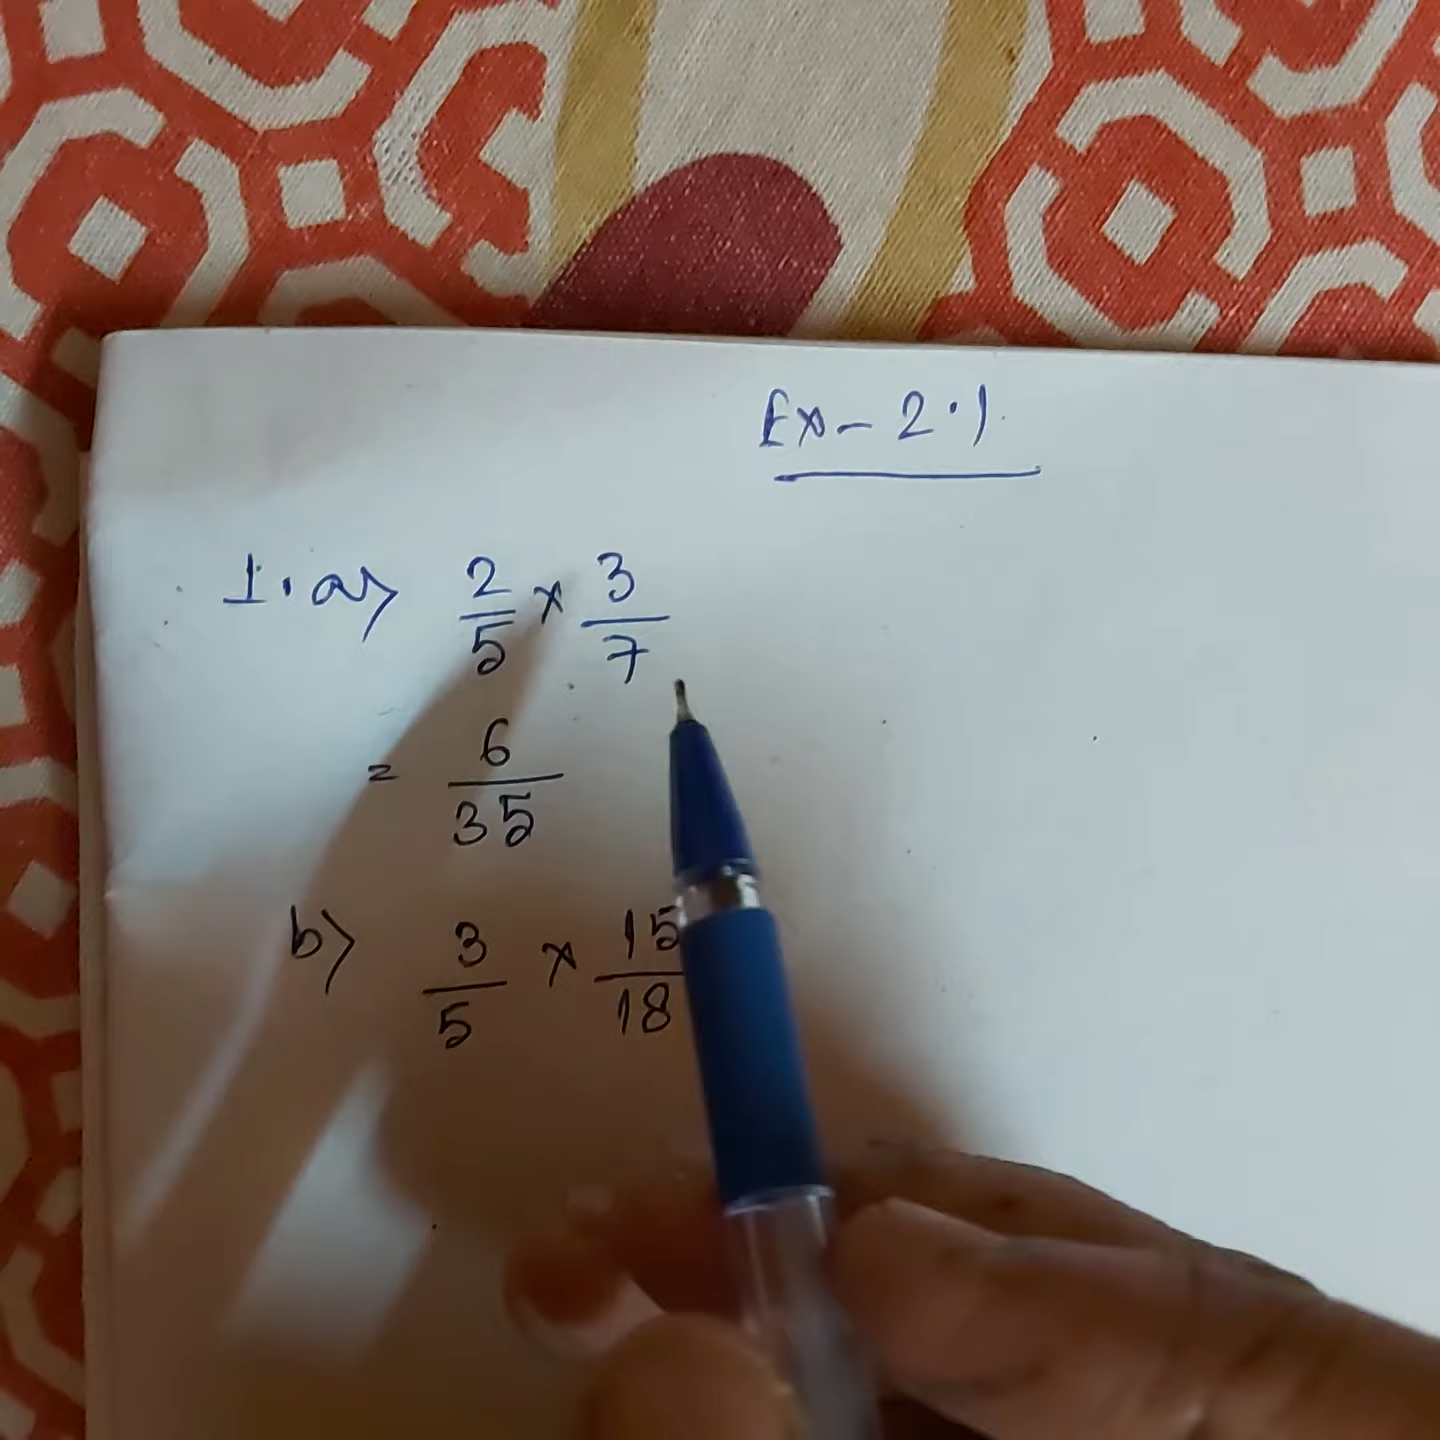 Ex - 2.1
1. a) 2/5 × 3/7
= 6/35
b) 3/5 × 15/18